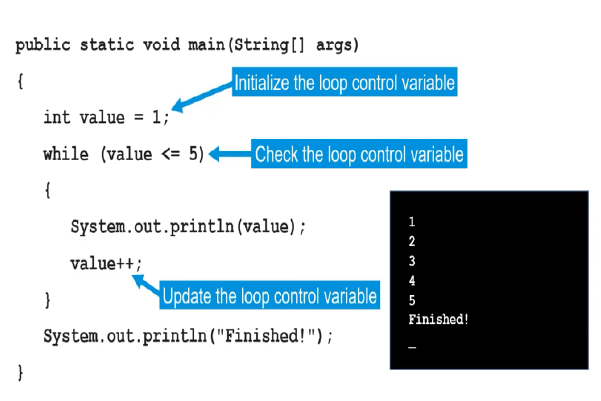 public static void main(String[] args)
{
Initialize the loop control variable
int value = 1;
while (value <= 5)
Check the loop control variable
{
System.out.println(value);
value++;
Update the loop control variable
}
System.out.println("Finished!");
}
1
2
3
4
5
Finished!
_